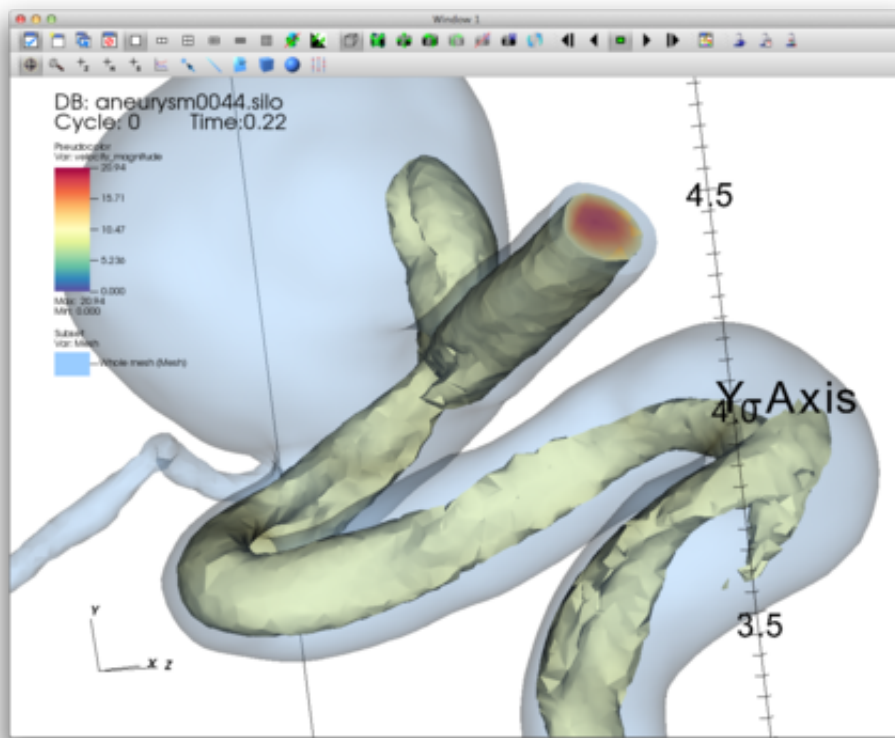 Window 1
DB: aneurysm0044.silo
Cycle: 0 Time:0.22
Pseudocolor
Var: velocity_magnitude
20.94
15.71
10.47
5.236
0.000
Max: 20.94
Min: 0.000
Subset
Var: Mesh
Whole mesh (Mesh)
4.5
Y-Axis
4.0
3.5
Y
X Z